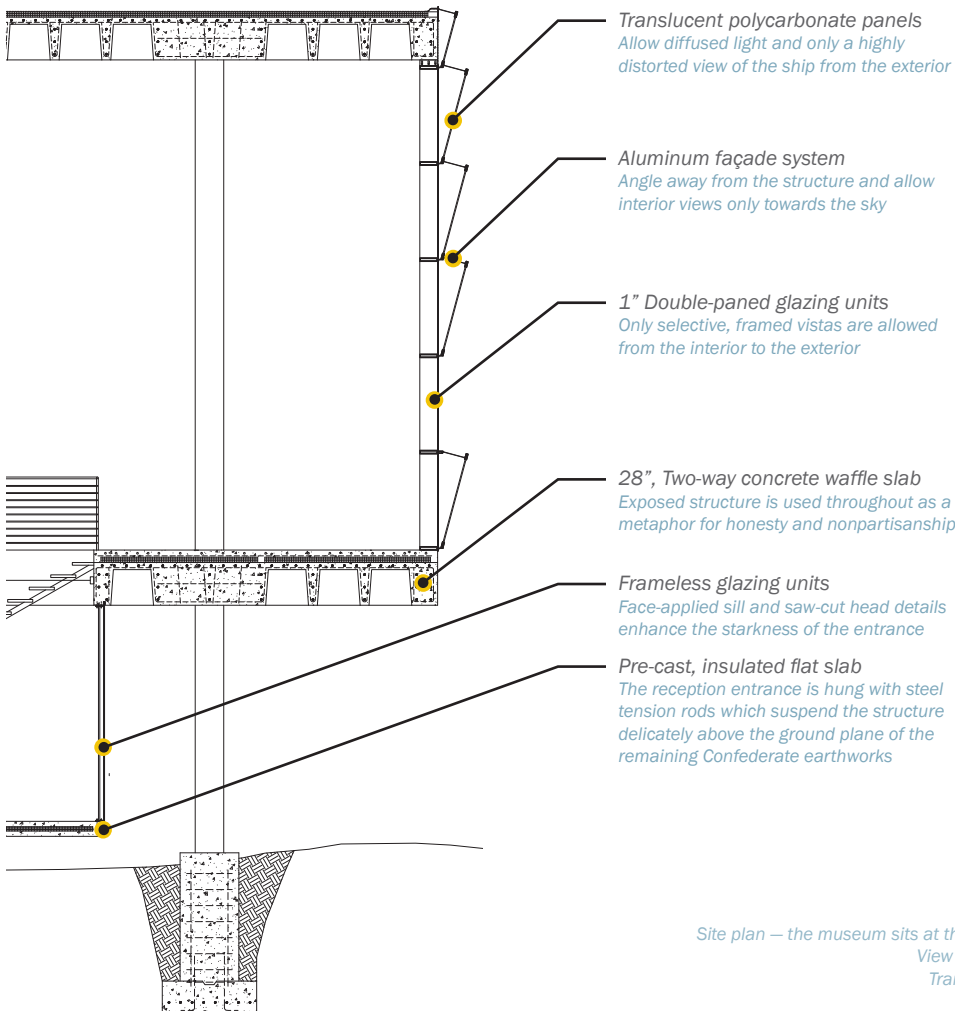 Translucent polycarbonate panels
Allow diffused light and only a highly
distorted view of the ship from the exterior
Aluminum façade system
Angle away from the structure and allow
interior views only towards the sky
1” Double-paned glazing units
Only selective, framed vistas are allowed
from the interior to the exterior
28”, Two-way concrete waffle slab
Exposed structure is used throughout as a
metaphor for honesty and nonpartisanship
Frameless glazing units
Face-applied sill and saw-cut head details
enhance the starkness of the entrance
Pre-cast, insulated flat slab
The reception entrance is hung with steel
tension rods which suspend the structure
delicately above the ground plane of the
remaining Confederate earthworks
Site plan — the museum sits at
View